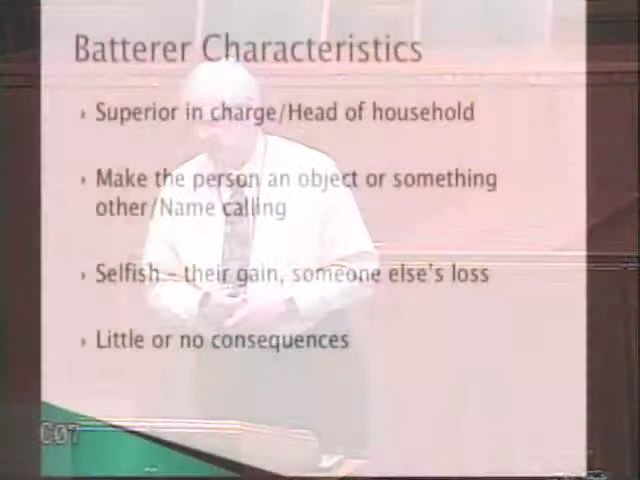 Batterer Characteristics
Superior in charge/Head of household
Make the person an object or something
other/Name calling
Selfish – their gain, someone else's loss
Little or no consequences
C07